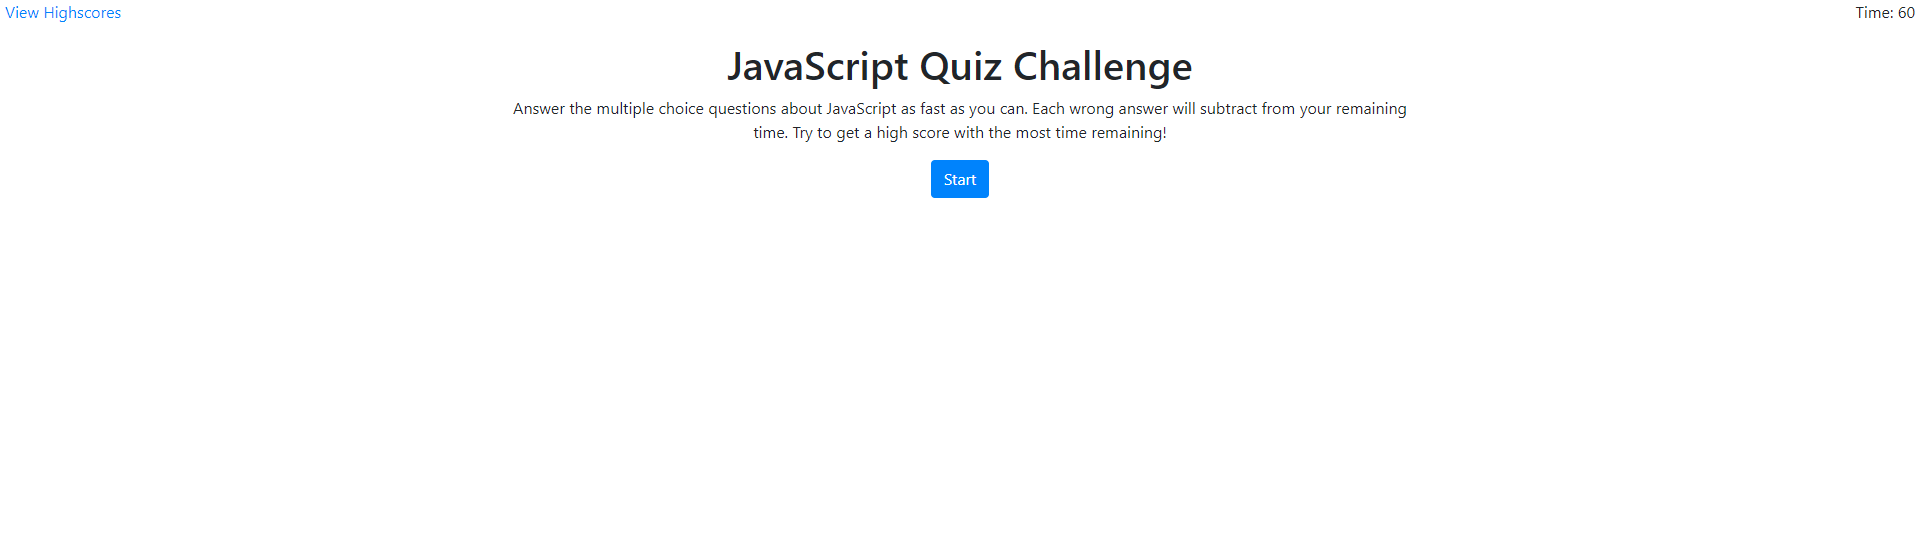 View Highscores
Time: 60
JavaScript Quiz Challenge
Answer the multiple choice questions about JavaScript as fast as you can. Each wrong answer will subtract from your remaining
time. Try to get a high score with the most time remaining!
Start